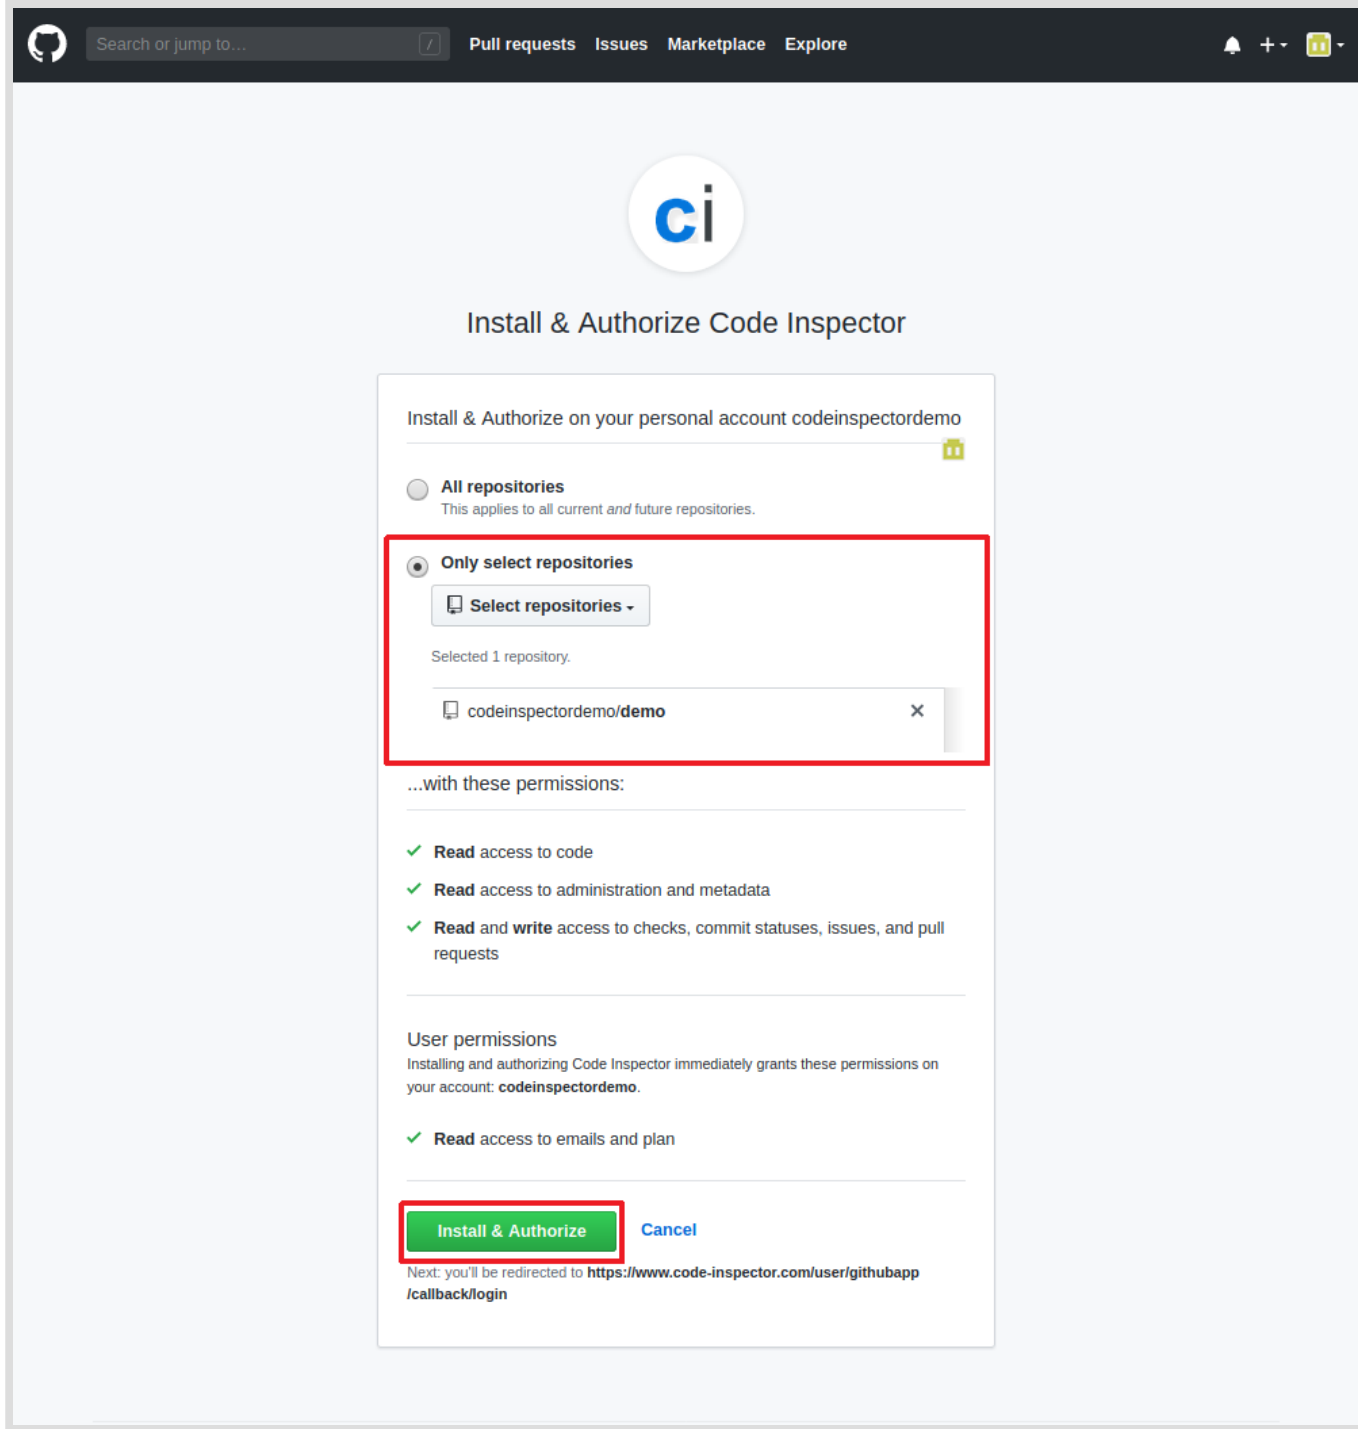 Search or jump to...
/
Pull requests Issues Marketplace Explore
ci
Install & Authorize Code Inspector
Install & Authorize on your personal account codeinspectordemo
All repositories
This applies to all current and future repositories.
Only select repositories
Select repositories
Selected 1 repository.
codeinspectordemo/demo
...with these permissions:
Read access to code
Read access to administration and metadata
Read and write access to checks, commit statuses, issues, and pull
requests
User permissions
Installing and authorizing Code Inspector immediately grants these permissions on
your account: codeinspectordemo.
Read access to emails and plan
Install & Authorize Cancel
Next: you'll be redirected to https://www.code-inspector.com/user/githubapp
/callback/login